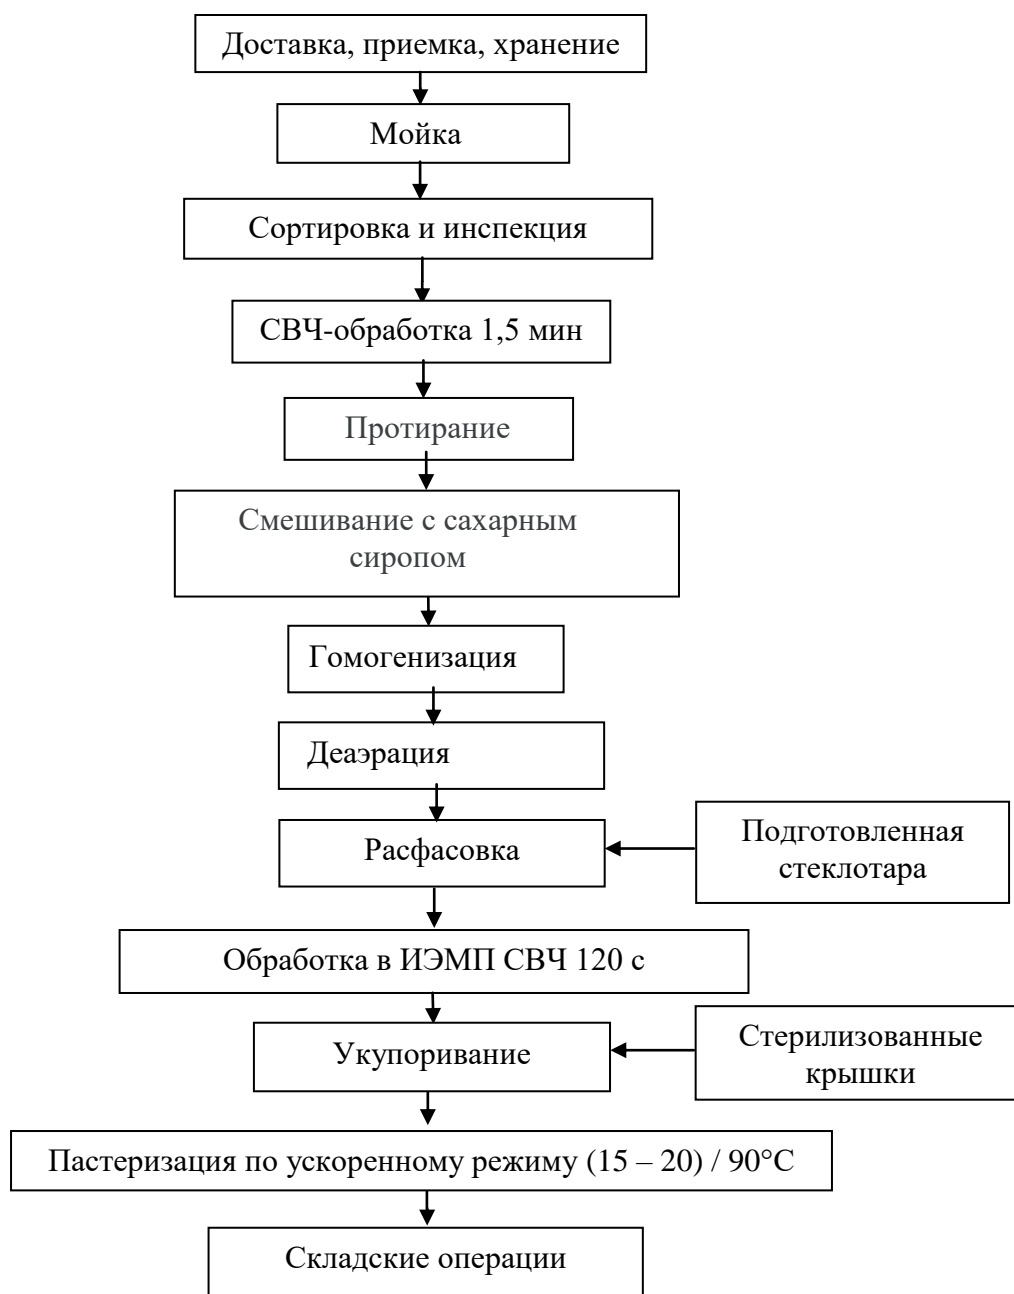 Доставка, приемка, хранение
Мойка
Сортировка и инспекция
СВЧ-обработка 1,5 мин
Протирание
Смешивание с сахарным
сиропом
Гомогенизация
Деаэрация
Расфасовка
Подготовленная
стеклотара
Обработка в ИЭМП СВЧ 120 с
Укупоривание
Стерилизованные
крышки
Пастеризация по ускоренному режиму (15 – 20) / 90°С
Складские операции